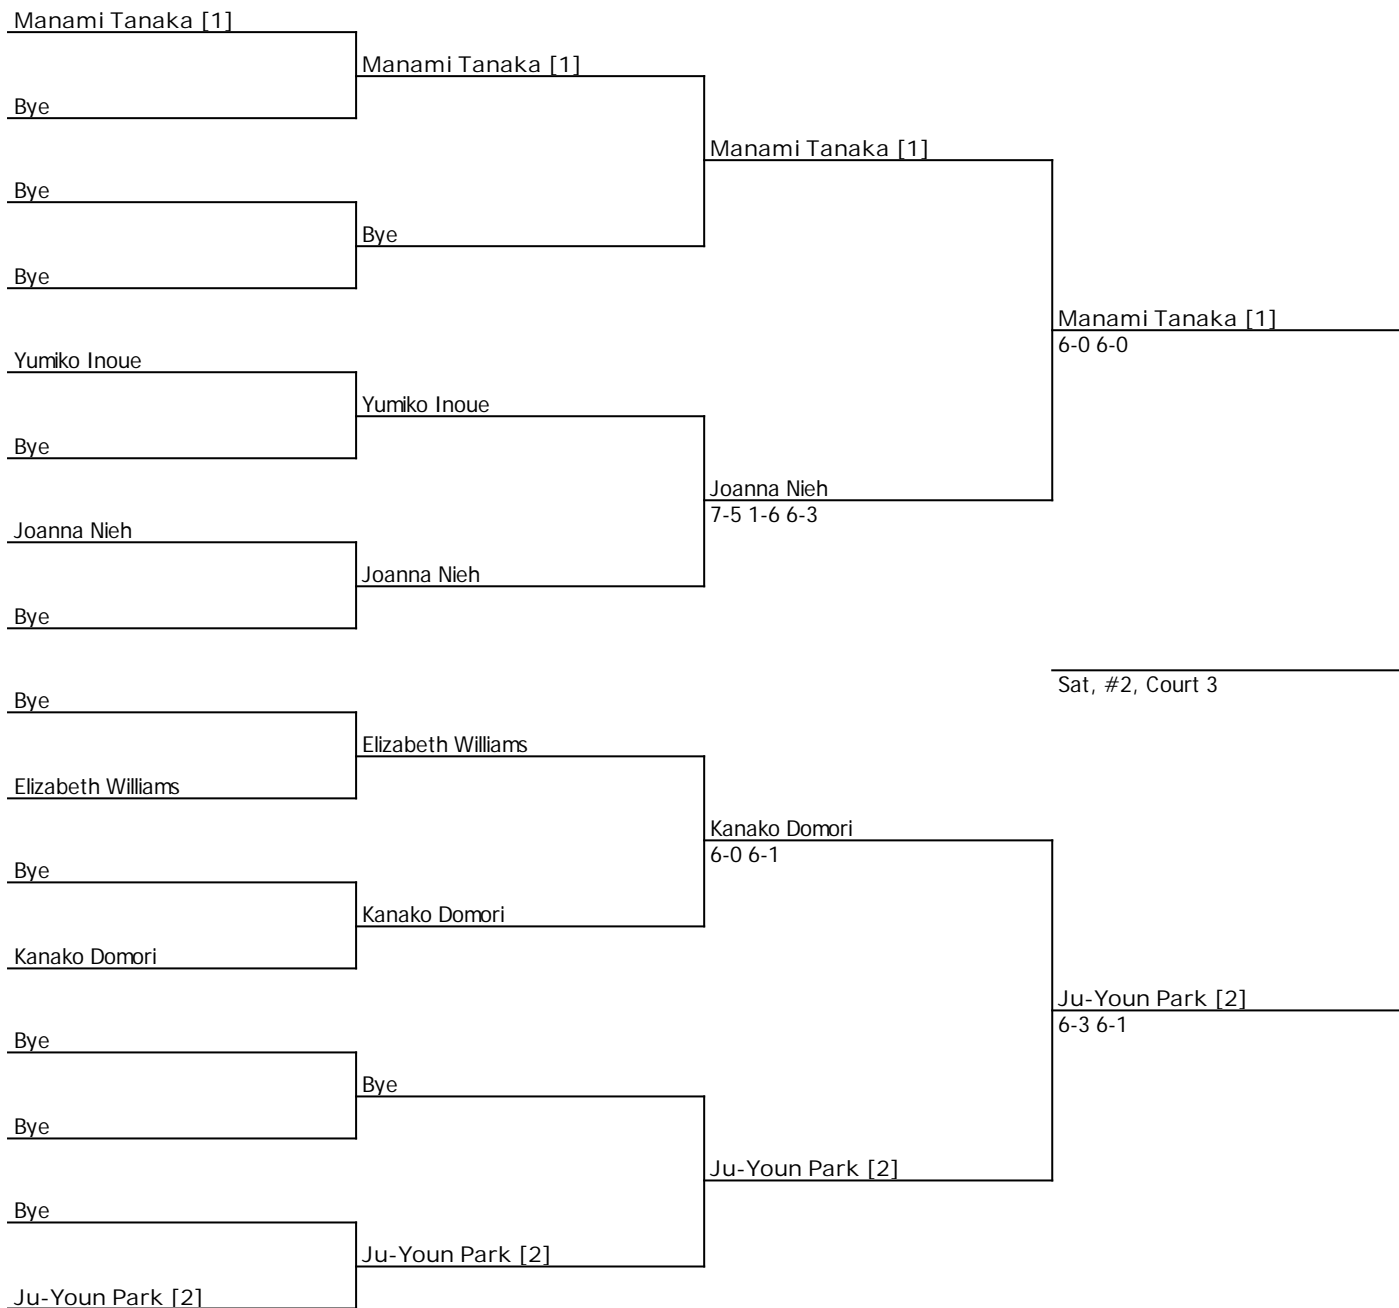 Manami Tanaka [1]
Manami Tanaka [1]
Bye
Manami Tanaka [1]
Bye
Bye
Bye
Manami Tanaka [1]
6-0 6-0
Yumiko Inoue
Yumiko Inoue
Bye
Joanna Nieh
7-5 1-6 6-3
Joanna Nieh
Joanna Nieh
Bye
Sat, #2, Court 3
Bye
Elizabeth Williams
Elizabeth Williams
Kanako Domori
6-0 6-1
Bye
Kanako Domori
Kanako Domori
Ju-Youn Park [2]
6-3 6-1
Bye
Bye
Bye
Ju-Youn Park [2]
Bye
Ju-Youn Park [2]
Ju-Youn Park [2]